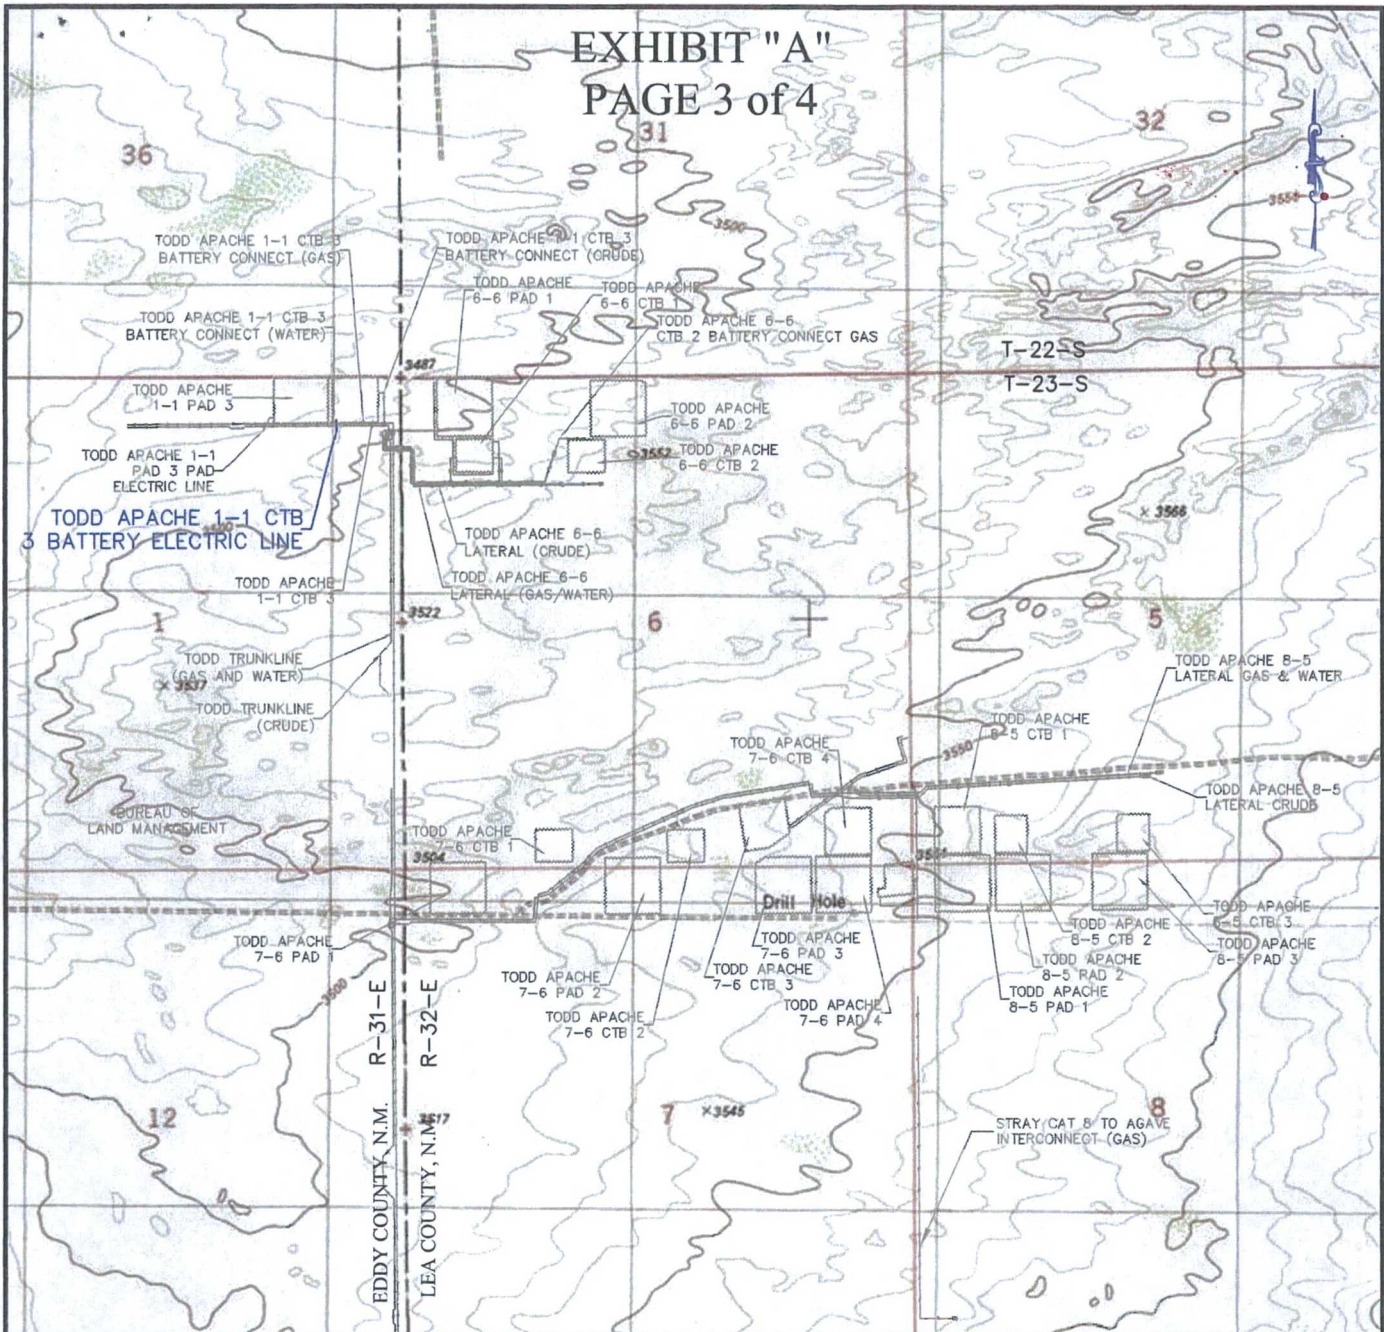 EXHIBIT "A"
PAGE 3 of 4
36
31
32
3550
3500
TODD APACHE 1-1 CTB 3
BATTERY CONNECT (GAS)
TODD APACHE 1-1 CTB 3
BATTERY CONNECT (CRUDE)
TODD APACHE
6-6 PAD 1
TODD APACHE
6-6 CTB 1
TODD APACHE 1-1 CTB 3
BATTERY CONNECT (WATER)
TODD APACHE 6-6
CTB 2 BATTERY CONNECT GAS
T-22-S
T-23-S
3487
TODD APACHE
1-1 PAD 3
TODD APACHE
6-6 PAD 2
TODD APACHE 1-1
PAD 3 PAD
ELECTRIC LINE
3552
TODD APACHE
6-6 CTB 2
TODD APACHE 1-1 CTB
3 BATTERY ELECTRIC LINE
3500
3566
TODD APACHE 6-6
LATERAL (CRUDE)
TODD APACHE
1-1 CTB 3
TODD APACHE 6-6
LATERAL (GAS/WATER)
1
3522
6
5
TODD TRUNKLINE
(GAS AND WATER)
3537
TODD TRUNKLINE
(CRUDE)
TODD APACHE 8-5
LATERAL GAS & WATER
TODD APACHE
8-5 CTB 1
TODD APACHE
7-6 CTB 4
3550
TODD APACHE 8-5
LATERAL CRUDE
BUREAU OF
LAND MANAGEMENT
TODD APACHE
7-6 CTB 1
3504
Drill Hole
TODD APACHE
7-6 PAD 1
TODD APACHE
7-6 PAD 2
TODD APACHE
7-6 CTB 2
TODD APACHE
7-6 PAD 3
TODD APACHE
7-6 CTB 3
TODD APACHE
7-6 PAD 4
TODD APACHE
8-5 CTB 3
TODD APACHE
8-5 CTB 2
TODD APACHE
8-5 PAD 3
TODD APACHE
8-5 PAD 2
TODD APACHE
8-5 PAD 1
3500
R-31-E
R-32-E
12
3517
7
3545
8
STRAY CAT 8 TO AGAVE
INTERCONNECT (GAS)
EDDY COUNTY, N.M.
LEA COUNTY, N.M.